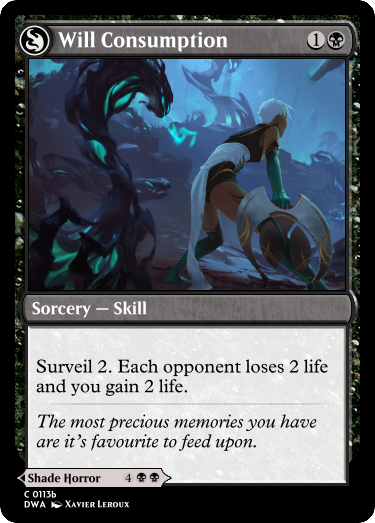 Will Consumption 1
Sorcery — Skill
Surveil 2. Each opponent loses 2 life
and you gain 2 life.
The most precious memories you have
are it's favourite to feed upon.
Shade Horror 4
C 0113b
DWA Xavier Leroux